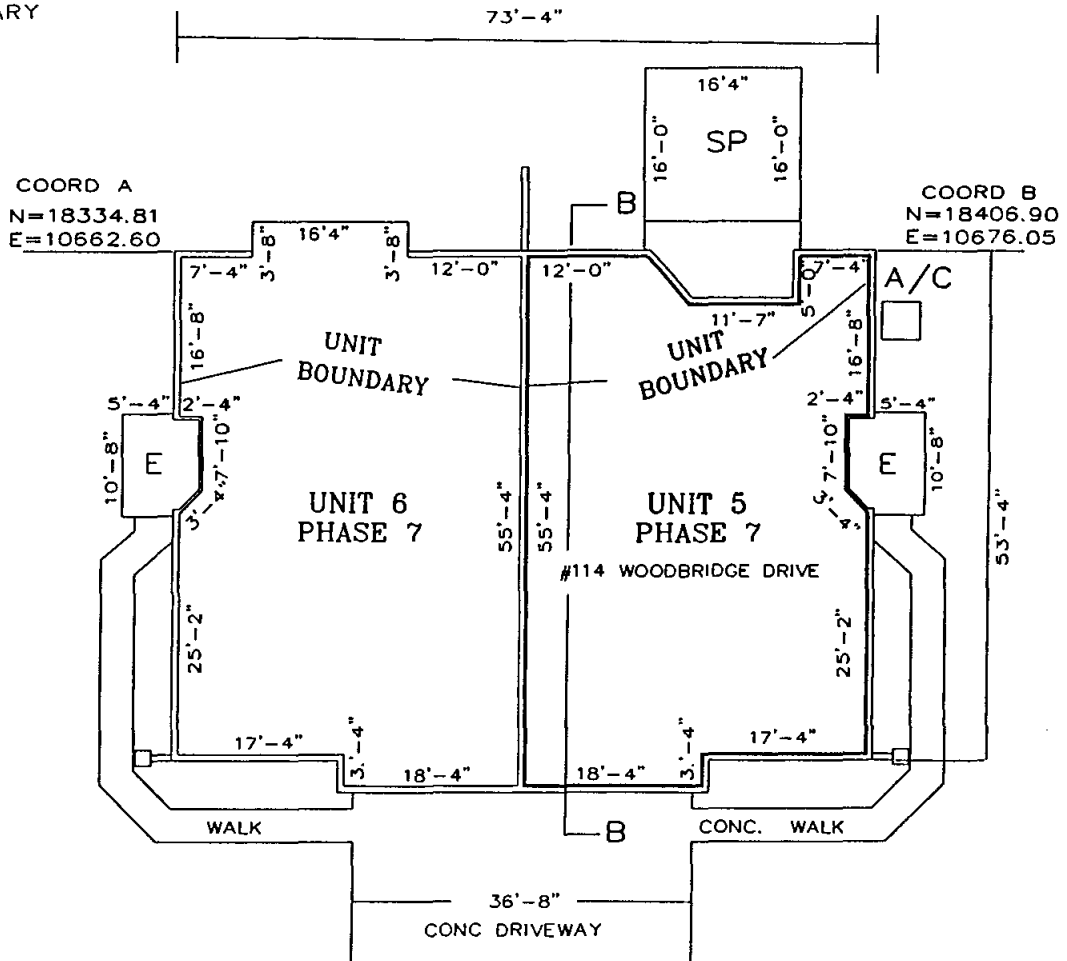 ARY
73'-4"
16'4"
16'-0"
SP
16'-0"
COORD A
N=18334.81
E=10662.60
B
COORD B
N=18406.90
E=10676.05
16'4"
3'-8"
3'-8"
7'-4"
12'-0"
12'-0"
7'-4"
5'-0"
A/C
11'-7"
16'-8"
UNIT
BOUNDARY
UNIT
BOUNDARY
16'-8"
5'-4"
2'-4"
2'-4"
5'-4"
10'-8"
E
7'-10"
3'-4"
7'-10"
3'-4"
E
10'-8"
UNIT 6
PHASE 7
55'-4"
55'-4"
UNIT 5
PHASE 7
53'-4"
#114 WOODBRIDGE DRIVE
25'-2"
25'-2"
17'-4"
3'-4"
18'-4"
18'-4"
3'-4"
17'-4"
WALK
B
CONC. WALK
36'-8"
CONC DRIVEWAY